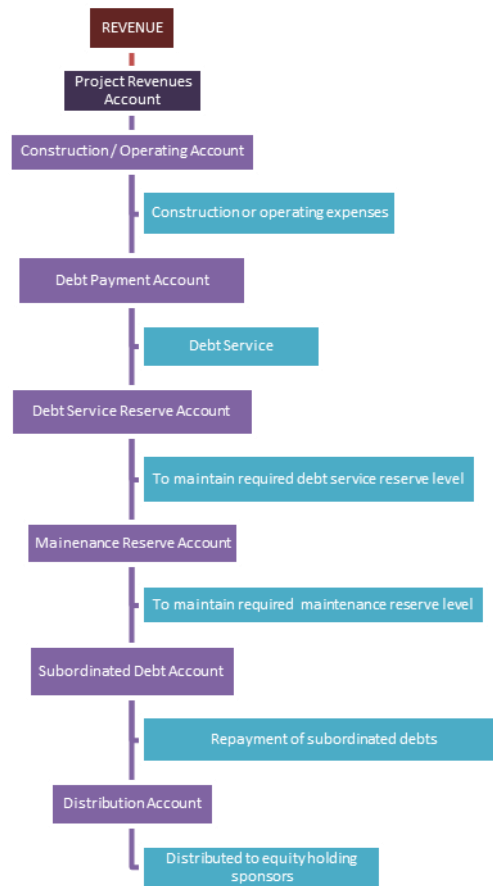 REVENUE
Project Revenues
Account
Construction / Operating Account
Construction or operating expenses
Debt Payment Account
Debt Service
Debt Service Reserve Account
To maintain required debt service reserve level
Mainenance Reserve Account
To maintain required maintenance reserve level
Subordinated Debt Account
Repayment of subordinated debts
Distribution Account
Distributed to equity holding
sponsors